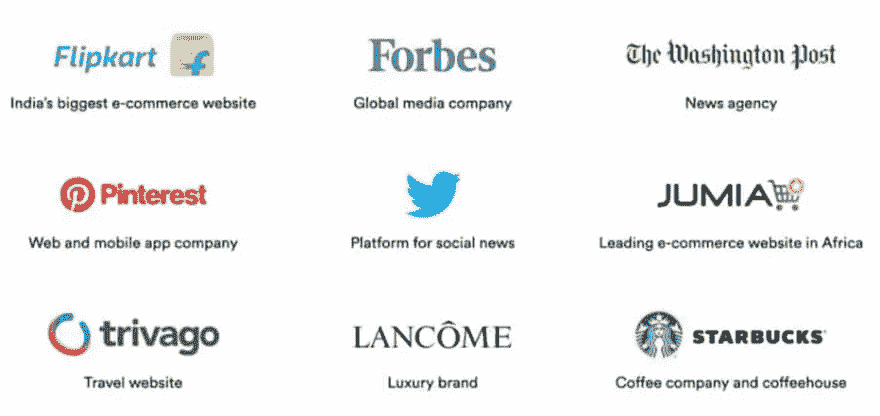 Flipkart
India's biggest e-commerce website
Forbes
Global media company
The Washington Post
News agency
Pinterest
Web and mobile app company
Platform for social news
JUMIA
Leading e-commerce website in Africa
trivago
Travel website
LANCÔME
Luxury brand
STARBUCKS
Coffee company and coffeehouse